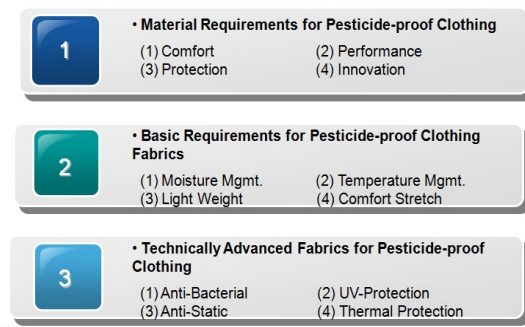 1
• Material Requirements for Pesticide-proof Clothing
(1) Comfort (2) Performance
(3) Protection (4) Innovation
2
• Basic Requirements for Pesticide-proof Clothing
Fabrics
(1) Moisture Mgmt. (2) Temperature Mgmt.
(3) Light Weight (4) Comfort Stretch
3
• Technically Advanced Fabrics for Pesticide-proof
Clothing
(1) Anti-Bacterial (2) UV-Protection
(3) Anti-Static (4) Thermal Protection